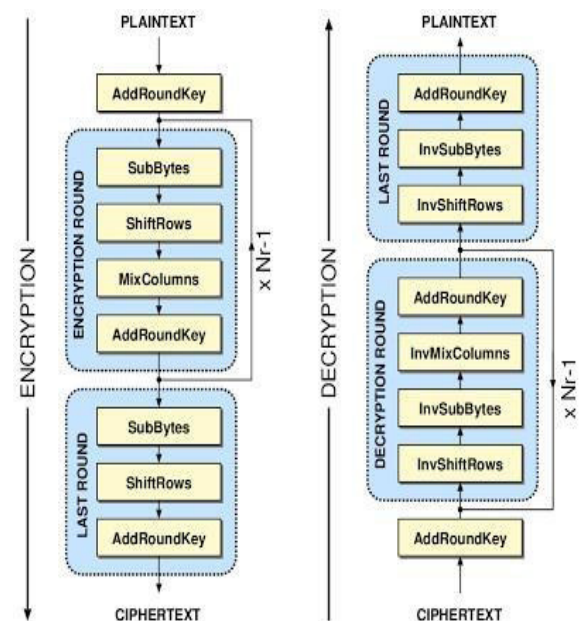 PLAINTEXT
AddRoundKey
ENCRYPTION
ENCRYPTION ROUND
SubBytes
ShiftRows
MixColumns
AddRoundKey
x Nr-1
LAST ROUND
SubBytes
ShiftRows
AddRoundKey
CIPHERTEXT
PLAINTEXT
DECRYPTION
LAST ROUND
AddRoundKey
InvSubBytes
InvShiftRows
DECRYPTION ROUND
AddRoundKey
InvMixColumns
InvSubBytes
InvShiftRows
x Nr-1
AddRoundKey
CIPHERTEXT